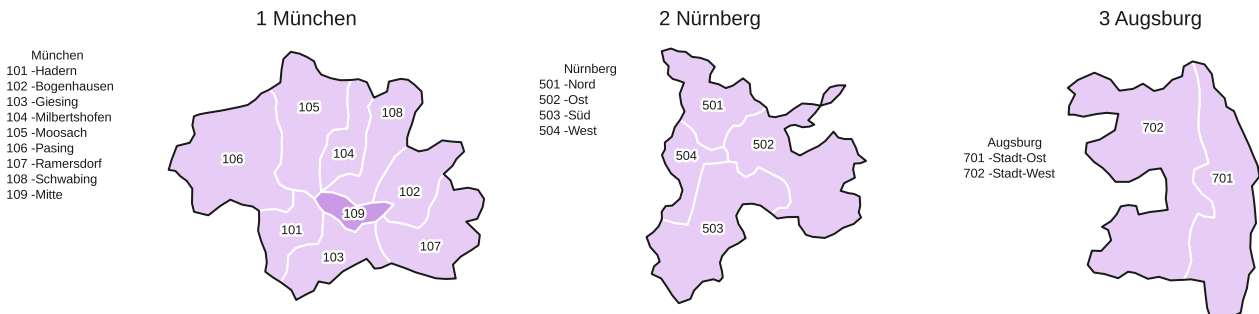 1 München
München
101 -Hadern
102 -Bogenhausen
103 -Giesing
104 -Milbertshofen
105 -Moosach
106 -Pasing
107 -Ramersdorf
108 -Schwabing
109 -Mitte
105
108
106
104
102
109
101
107
103
2 Nürnberg
Nürnberg
501 -Nord
502 -Ost
503 -Süd
504 -West
501
502
504
503
3 Augsburg
Augsburg
701 -Stadt-Ost
702 -Stadt-West
702
701